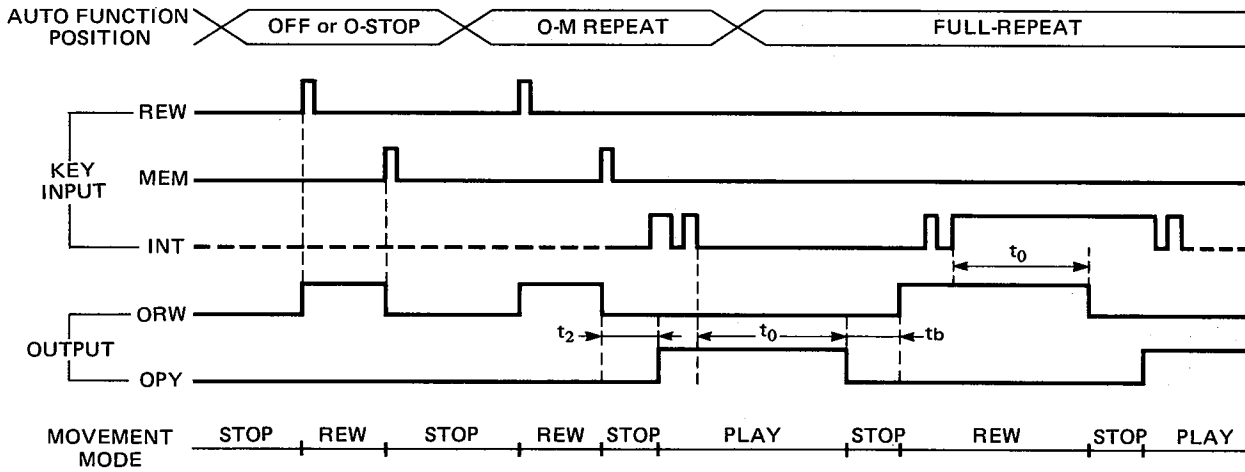 AUTO FUNCTION POSITION
OFF or O-STOP
O-M REPEAT
FULL-REPEAT
REW
KEY INPUT
MEM
INT
t0
ORW
t2
t0
tb
OUTPUT
OPY
MOVEMENT MODE
STOP REW STOP REW STOP PLAY STOP REW STOP PLAY